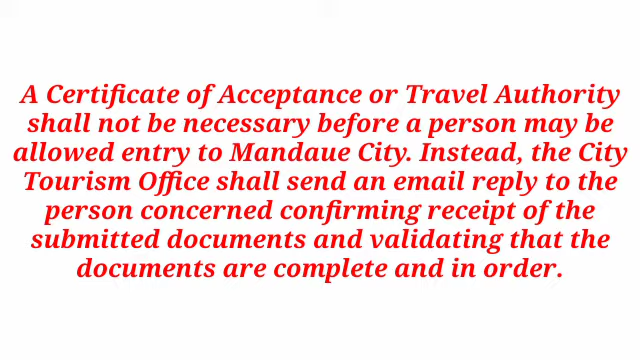 A Certificate of Acceptance or Travel Authority
shall not be necessary before a person may be
allowed entry to Mandaue City. Instead, the City
Tourism Office shall send an email reply to the
person concerned confirming receipt of the
submitted documents and validating that the
documents are complete and in order.